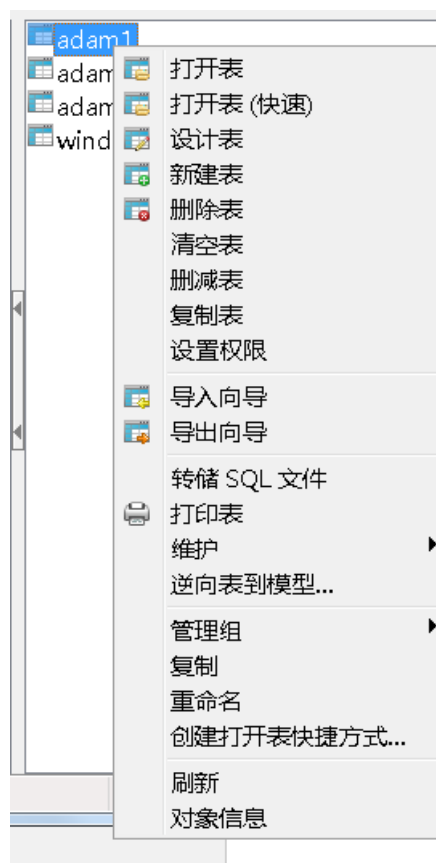 adam1
adam
adam
wind
打开表
打开表 (快速)
设计表
新建表
删除表
清空表
删减表
复制表
设置权限
导入向导
导出向导
转储 SQL 文件
打印表
维护
逆向表到模型...
管理组
复制
重命名
创建打开表快捷方式...
刷新
对象信息